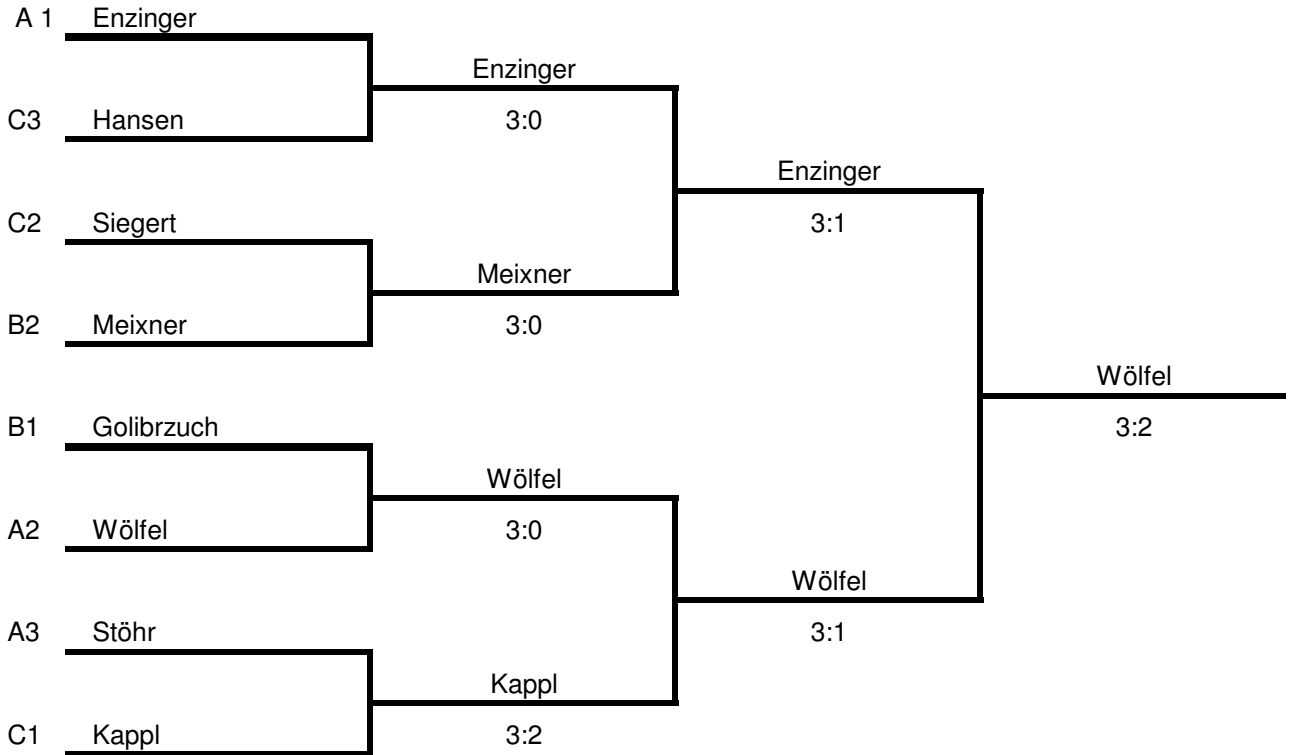 A 1 Enzinger
Enzinger
C3 Hansen 3:0
Enzinger
C2 Siegert 3:1
Meixner
B2 Meixner 3:0
Wölfel
B1 Golibrzuch 3:2
Wölfel
A2 Wölfel 3:0
Wölfel
A3 Stöhr 3:1
Kappl
C1 Kappl 3:2